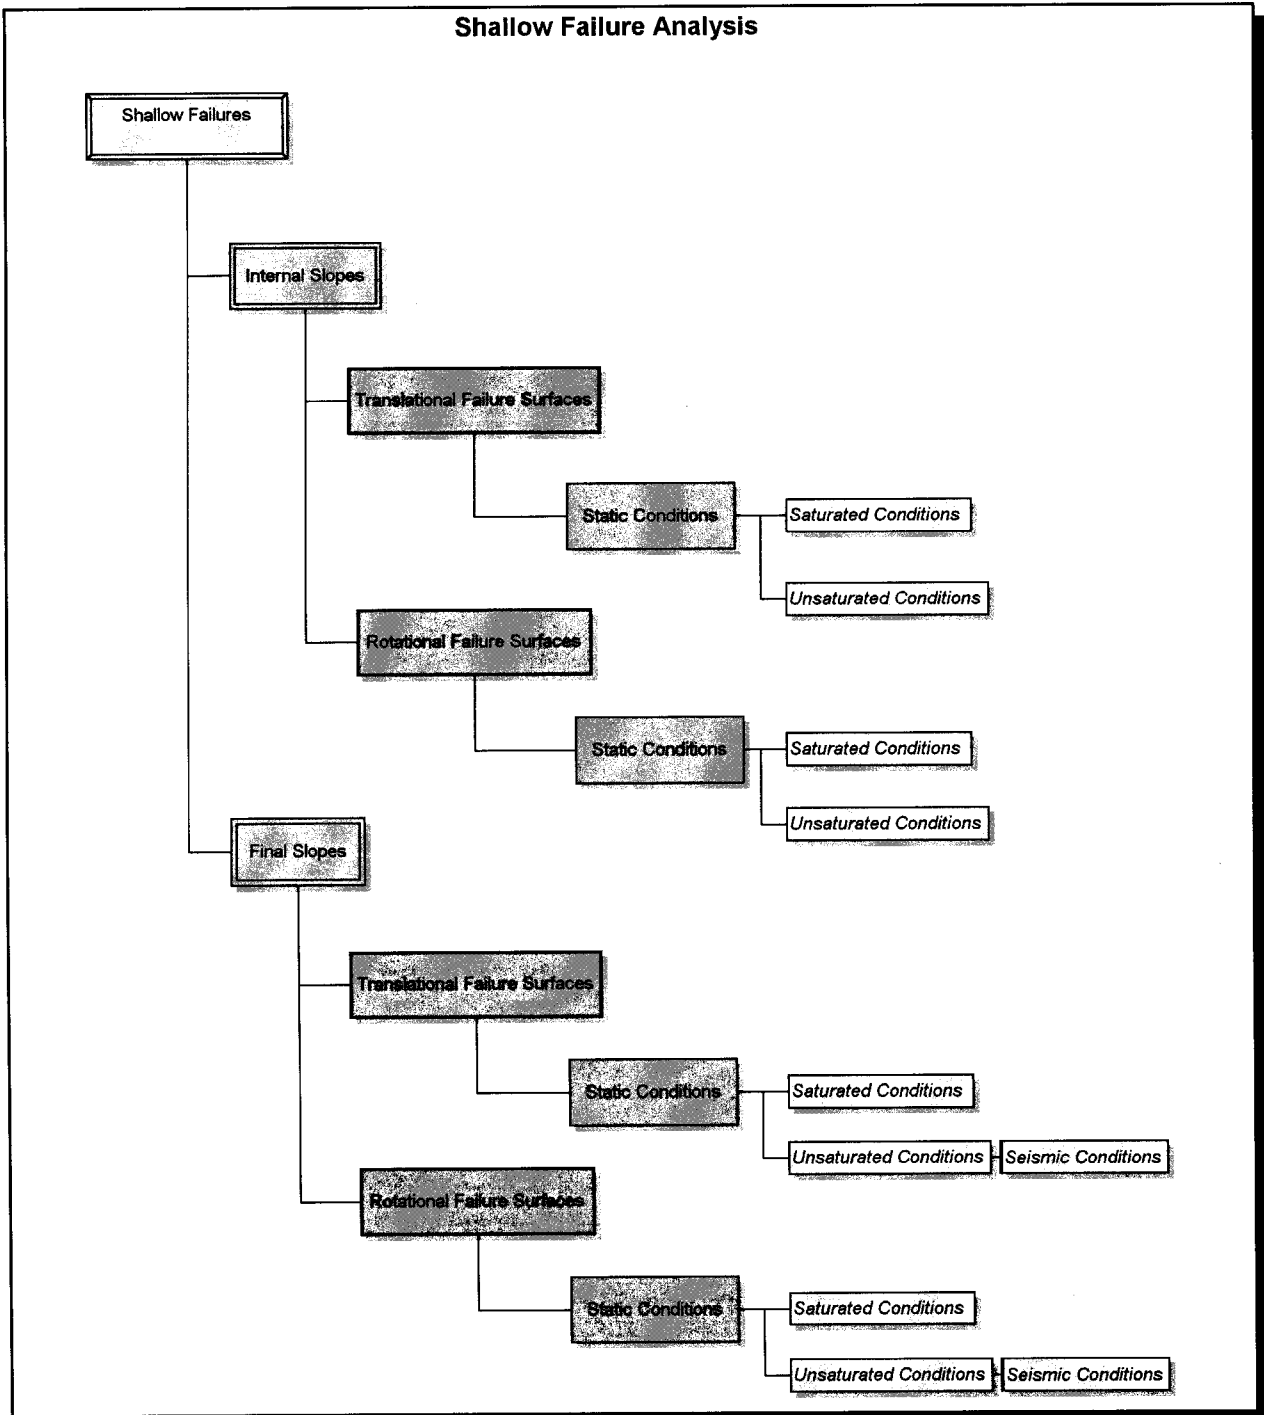 Shallow Failure Analysis
Shallow Failures
Internal Slopes
Translational Failure Surfaces
Static Conditions
Saturated Conditions
Unsaturated Conditions
Rotational Failure Surfaces
Static Conditions
Saturated Conditions
Unsaturated Conditions
Final Slopes
Translational Failure Surfaces
Static Conditions
Saturated Conditions
Unsaturated Conditions
Seismic Conditions
Rotational Failure Surfaces
Static Conditions
Saturated Conditions
Unsaturated Conditions
Seismic Conditions